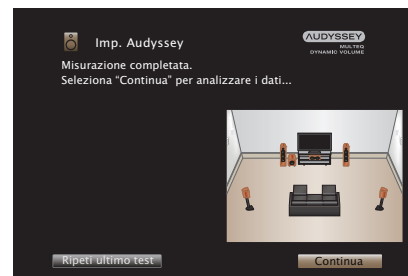 Imp. Audyssey
AUDYSSEY
MULTEQ
DYNAMIC VOLUME
Misurazione completata.
Seleziona “Continua” per analizzare i dati...
Ripeti ultimo test
Continua